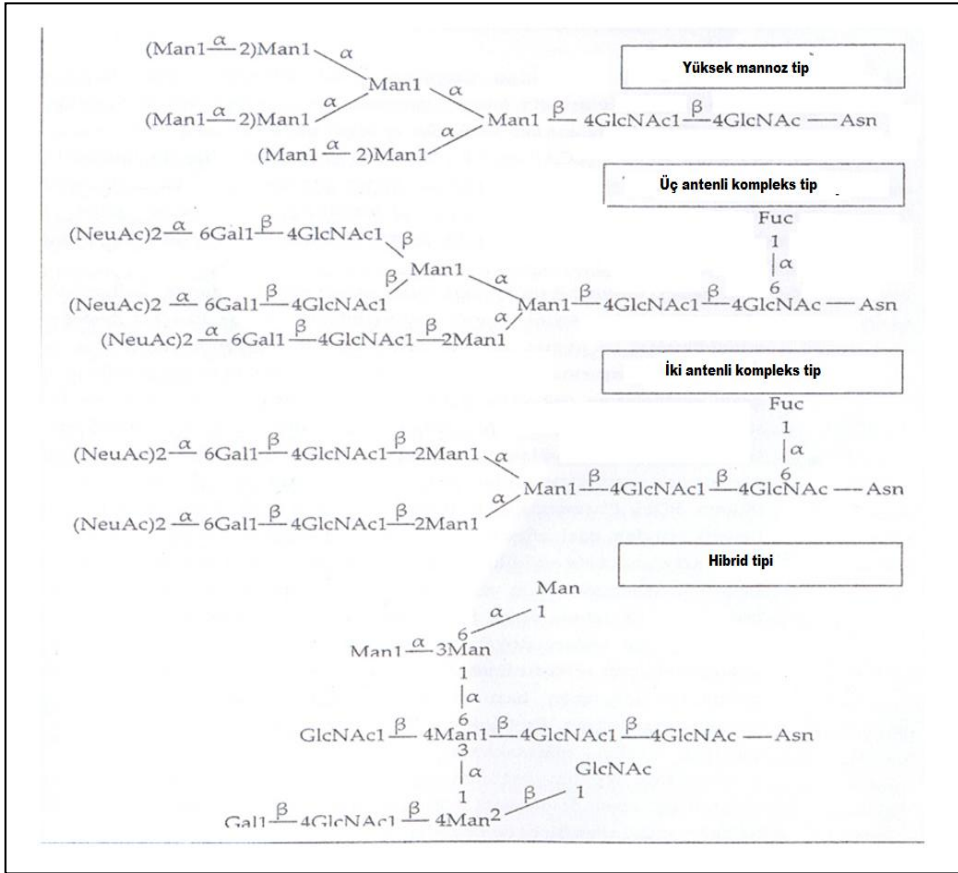 (Man1 α 2)Man1 α
Yüksek mannoz tip
Man1 α
(Man1 α 2)Man1 α Man1 β 4GlcNAc1 β 4GlcNAc — Asn
(Man1 α 2)Man1 α
Üç antenli kompleks tip
Fuc
(NeuAc)2 α 6Gal1 β 4GlcNAc1 β
1
Man1 α
|α
β
6
(NeuAc)2 α 6Gal1 β 4GlcNAc1 Man1 β 4GlcNAc1 β 4GlcNAc — Asn
α
(NeuAc)2 α 6Gal1 β 4GlcNAc1 β 2Man1
İki antenli kompleks tip
Fuc
1
(NeuAc)2 α 6Gal1 β 4GlcNAc1 β 2Man1 α
|α
6
Man1 β 4GlcNAc1 β 4GlcNAc — Asn
α
(NeuAc)2 α 6Gal1 β 4GlcNAc1 β 2Man1
Hibrid tipi
Man
α 1
6
Man1 α 3Man
1
|α
6
GlcNAc1 β 4Man1 β 4GlcNAc1 β 4GlcNAc — Asn
3
|α GlcNAc
1 β 1
Gal1 β 4GlcNAc1 β 4Man2